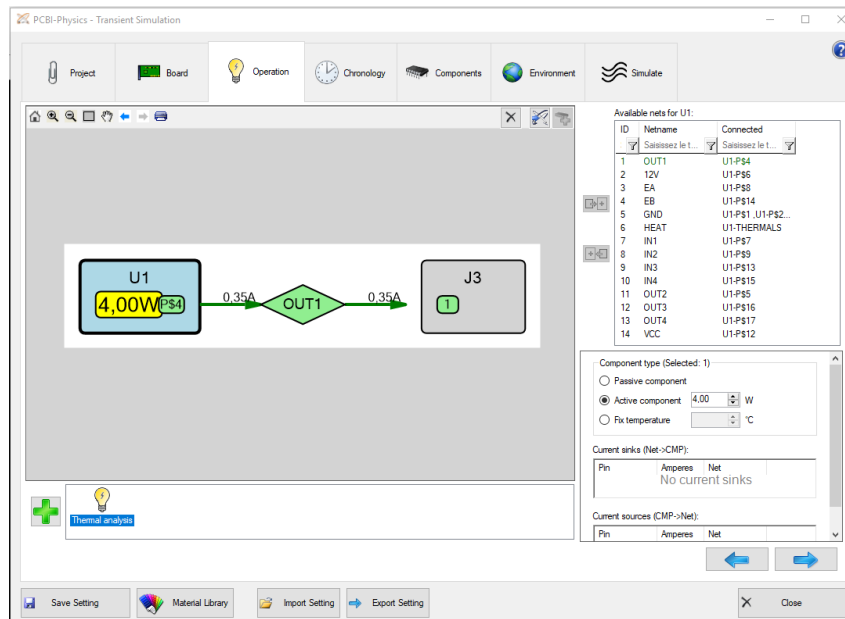 PCBI-Physics - Transient Simulation
Project
Board
Operation
Chronology
Components
Environment
Simulate
?
Available nets for U1:
ID Netname Connected
Saisissez le t... Saisissez le t...
1 OUT1 U1-P$4
2 12V U1-P$6
3 EA U1-P$8
4 EB U1-P$14
5 GND U1-P$1 ,U1-P$2...
6 HEAT U1-THERMALS
7 IN1 U1-P$7
8 IN2 U1-P$9
9 IN3 U1-P$13
10 IN4 U1-P$15
11 OUT2 U1-P$5
12 OUT3 U1-P$16
13 OUT4 U1-P$17
14 VCC U1-P$12
U1
4,00W P$4
0,35A
OUT1
0,35A
J3
1
Component type (Selected: 1)
Passive component
Active component 4,00 W
Fix temperature °C
Current sinks (Net->CMP):
Pin Amperes Net
No current sinks
Current sources (CMP->Net):
Pin Amperes Net
Thermal analysis
Save Setting
Material Library
Import Setting
Export Setting
Close